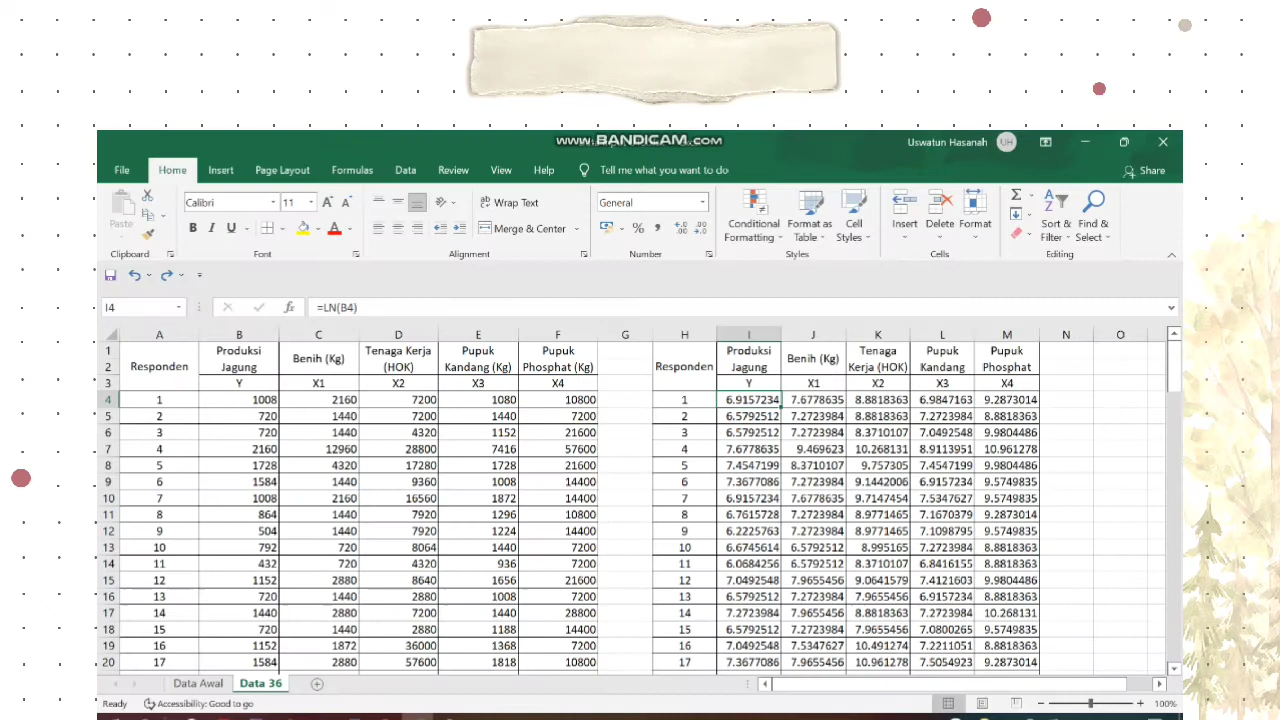 www.BANDICAM.com
Uswatun Hasanah UH
File Home Insert Page Layout Formulas Data Review View Help Tell me what you want to do Share
Paste Calibri 11 A A Wrap Text General Conditional Formatting Format as Table Cell Styles Insert Delete Format Sort & Filter Find & Select
B I U A Merge & Center % ,
Clipboard Font Alignment Number Styles Cells Editing
I4 fx =LN(B4)
A B C D E F G H I J K L M N O
1 Produksi Tenaga Kerja Pupuk Pupuk Produksi Tenaga Pupuk Pupuk
Responden Benih (Kg) Responden Benih (Kg)
2 Jagung (HOK) Kandang (Kg) Phosphat (Kg) Jagung Kerja (HOK) Kandang Phosphat
3 Y X1 X2 X3 X4 Y X1 X2 X3 X4
4 1 1008 2160 7200 1080 10800 1 6.9157234 7.6778635 8.8818363 6.9847163 9.2873014
5 2 720 1440 7200 1440 7200 2 6.5792512 7.2723984 8.8818363 7.2723984 8.8818363
6 3 720 1440 4320 1152 21600 3 6.5792512 7.2723984 8.3710107 7.0492548 9.9804486
7 4 2160 12960 28800 7416 57600 4 7.6778635 9.469623 10.268131 8.9113951 10.961278
8 5 1728 4320 17280 1728 21600 5 7.4547199 8.3710107 9.757305 7.4547199 9.9804486
9 6 1584 1440 9360 1008 14400 6 7.3677086 7.2723984 9.1442006 6.9157234 9.5749835
10 7 1008 2160 16560 1872 14400 7 6.9157234 7.6778635 9.7147454 7.5347627 9.5749835
11 8 864 1440 7920 1296 10800 8 6.7615728 7.2723984 8.9771465 7.1670379 9.2873014
12 9 504 1440 7920 1224 14400 9 6.2225763 7.2723984 8.9771465 7.1098795 9.5749835
13 10 792 720 8064 1440 7200 10 6.6745614 6.5792512 8.995165 7.2723984 8.8818363
14 11 432 720 4320 936 7200 11 6.0684256 6.5792512 8.3710107 6.8416155 8.8818363
15 12 1152 2880 8640 1656 21600 12 7.0492548 7.9655456 9.0641579 7.4121603 9.9804486
16 13 720 1440 2880 1008 7200 13 6.5792512 7.2723984 7.9655456 6.9157234 8.8818363
17 14 1440 2880 7200 1440 28800 14 7.2723984 7.9655456 8.8818363 7.2723984 10.268131
18 15 720 1440 2880 1188 14400 15 6.5792512 7.2723984 7.9655456 7.0800265 9.5749835
19 16 1152 1872 36000 1368 7200 16 7.0492548 7.5347627 10.491274 7.2211051 8.8818363
20 17 1584 2880 57600 1818 10800 17 7.3677086 7.9655456 10.961278 7.5054923 9.2873014
Data Awal Data 36
Ready Accessibility: Good to go 100%